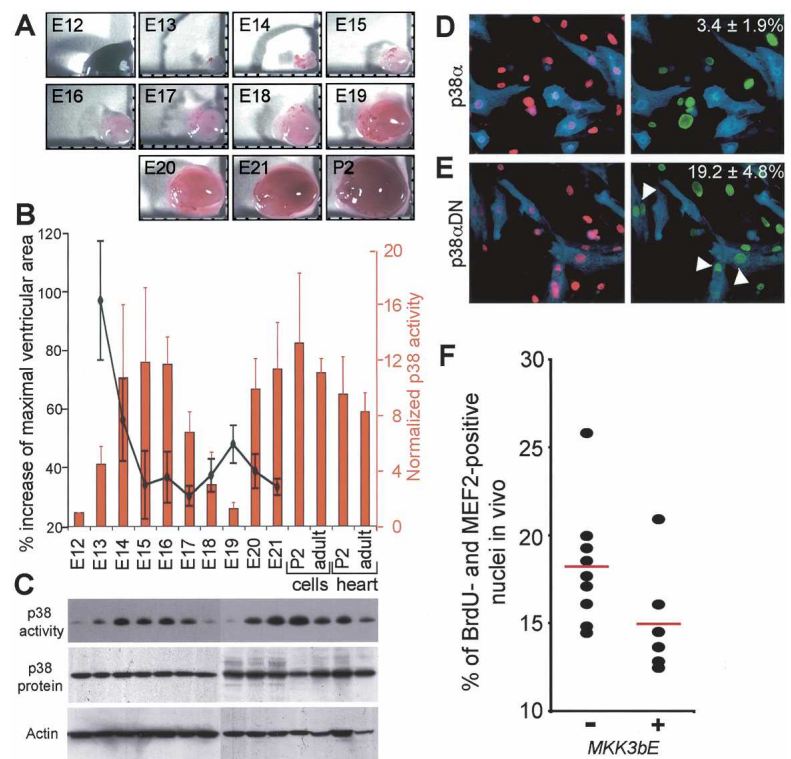 A
E12
E13
E14
E15
E16
E17
E18
E19
E20
E21
P2
B
% increase of maximal ventricular area
120
100
80
60
40
20
Normalized p38 activity
20
16
12
8
4
0
E12
E13
E14
E15
E16
E17
E18
E19
E20
E21
P2
adult
P2
adult
cells
heart
C
p38 activity
p38 protein
Actin
D
p38α
3.4 ± 1.9%
E
p38αDN
19.2 ± 4.8%
F
% of BrdU- and MEF2-positive
nuclei in vivo
30
25
20
15
10
-
+
MKK3bE